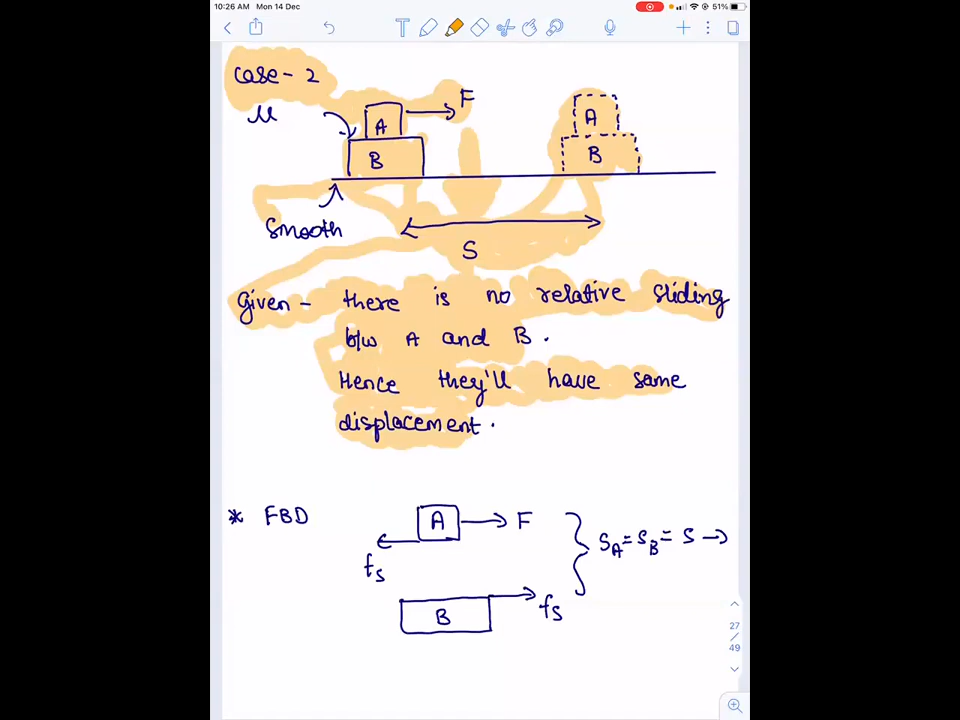 10:26 AM Mon 14 Dec
51%
Case - 2
μ
F
A
A
B
B
Smooth
S
Given - there is no relative sliding
b/w A and B.
Hence they'll have same
displacement.
* FBD
A
F
fs
SA = SB = S →
B
fs
27
/
49